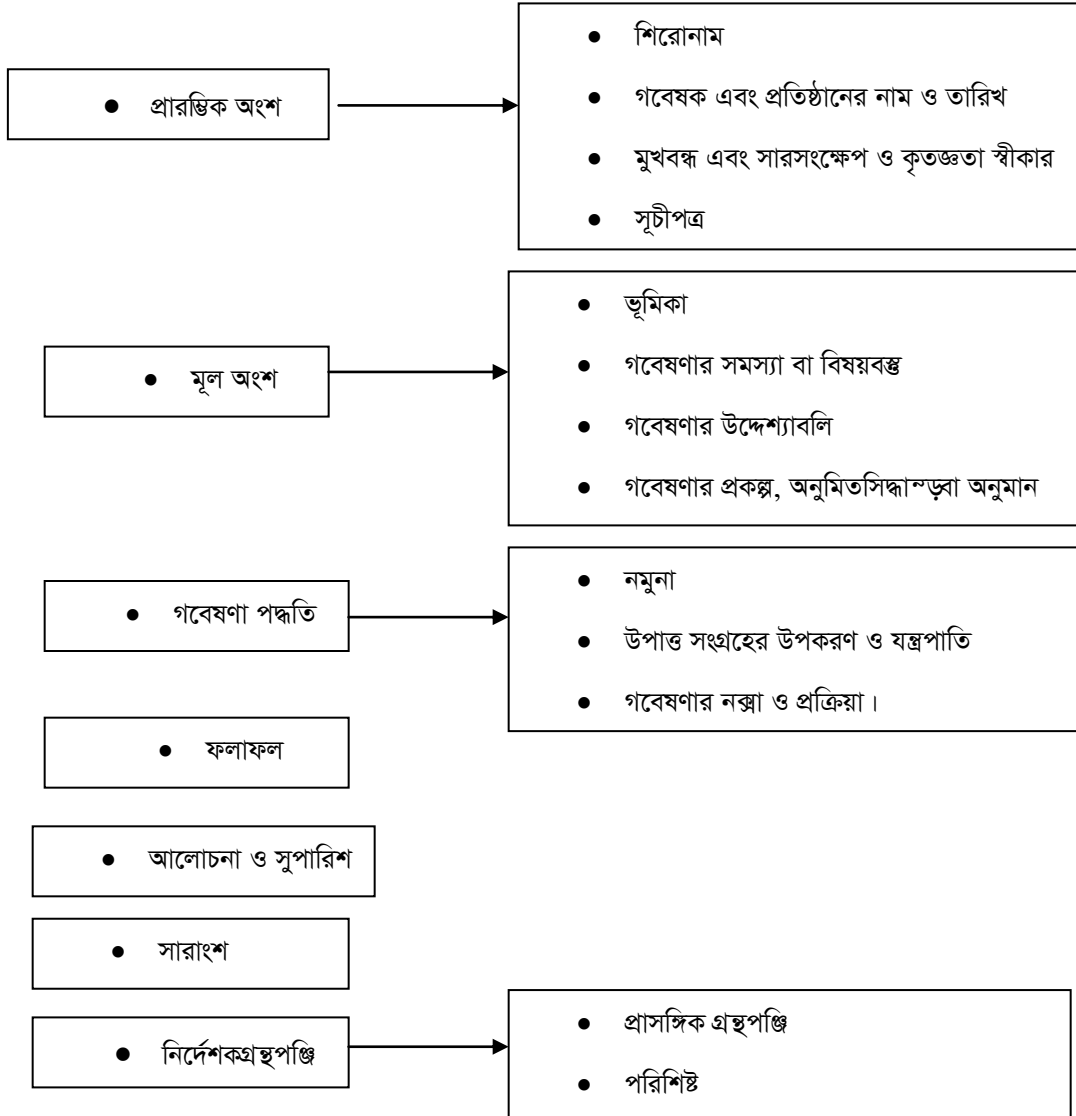 ● প্রারম্ভিক অংশ
● শিরোনাম
● গবেষক এবং প্রতিষ্ঠানের নাম ও তারিখ
● মুখবন্ধ এবং সারসংক্ষেপ ও কৃতজ্ঞতা স্বীকার
● সূচীপত্র
● মূল অংশ
● ভূমিকা
● গবেষণার সমস্যা বা বিষয়বস্তু
● গবেষণার উদ্দেশ্যাবলি
● গবেষণার প্রকল্প, অনুমিতসিদ্ধাস্ড়বা অনুমান
● গবেষণা পদ্ধতি
● নমুনা
● উপাত্ত সংগ্রহের উপকরণ ও যন্ত্রপাতি
● গবেষণার নক্সা ও প্রক্রিয়া।
● ফলাফল
● আলোচনা ও সুপারিশ
● সারাংশ
● নির্দেশকগ্রন্থপঞ্জি
● প্রাসঙ্গিক গ্রন্থপঞ্জি
● পরিশিষ্ট